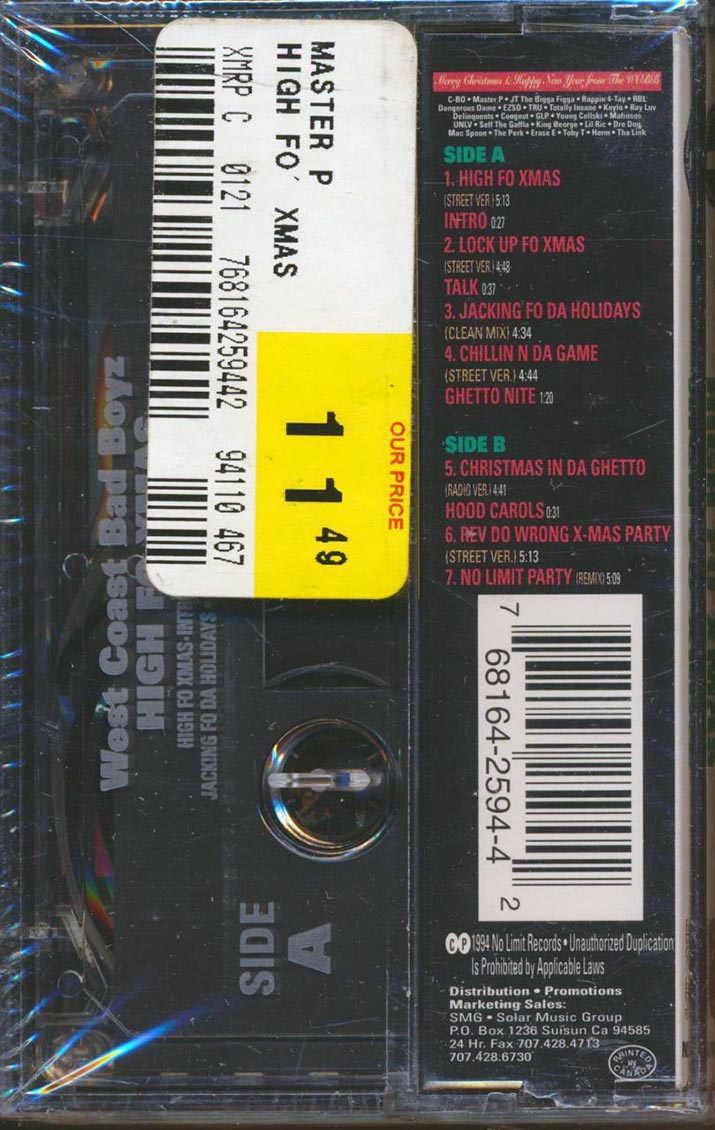 MASTER P
HIGH FO' XMAS
XMRP C 0121 768164259442 94110 467
OUR PRICE
11 49
West Coast Bad Boyz
HIGH FO XMAS
HIGH FO XMAS-INTR
JACKING FO DA HOLIDAYS
SIDE
A
Merry Christmas & Happy New Year from The WCBB
C-BO • Master P • JT The Bigga Figga • Rappin 4-Tay • RBL
Dangerous Dame • EZSD • TRU • Totally Insane • Keylo • Ray Luv
Delinquents • Coognut • GLP • Young Cellski • Mafiosos
UNLV • Seff The Gaffla • King George • Lil Ric • Dre Dog
Mac Spoon • The Perk • Erase E • Toby T • Herm • Tha Link
SIDE A
1. HIGH FO XMAS
(STREET VER.) 5:13
INTRO 0:27
2. LOCK UP FO XMAS
(STREET VER.) 4:48
TALK 0:37
3. JACKING FO DA HOLIDAYS
(CLEAN MIX) 4:34
4. CHILLIN N DA GAME
(STREET VER.) 4:44
GHETTO NITE 1:20
SIDE B
5. CHRISTMAS IN DA GHETTO
(RADIO VER.) 4:41
HOOD CAROLS 0:31
6. REV DO WRONG X-MAS PARTY
(STREET VER.) 5:13
7. NO LIMIT PARTY (REMIX) 5:09
7 68164-2594-4 2
© Ⓟ 1994 No Limit Records • Unauthorized Duplication
Is Prohibited by Applicable Laws
Distribution • Promotions
Marketing Sales:
SMG • Solar Music Group
P.O. Box 1236 Suisun Ca 94585
24 Hr. Fax 707.428.4713
707.428.6730
PRINTED IN CANADA